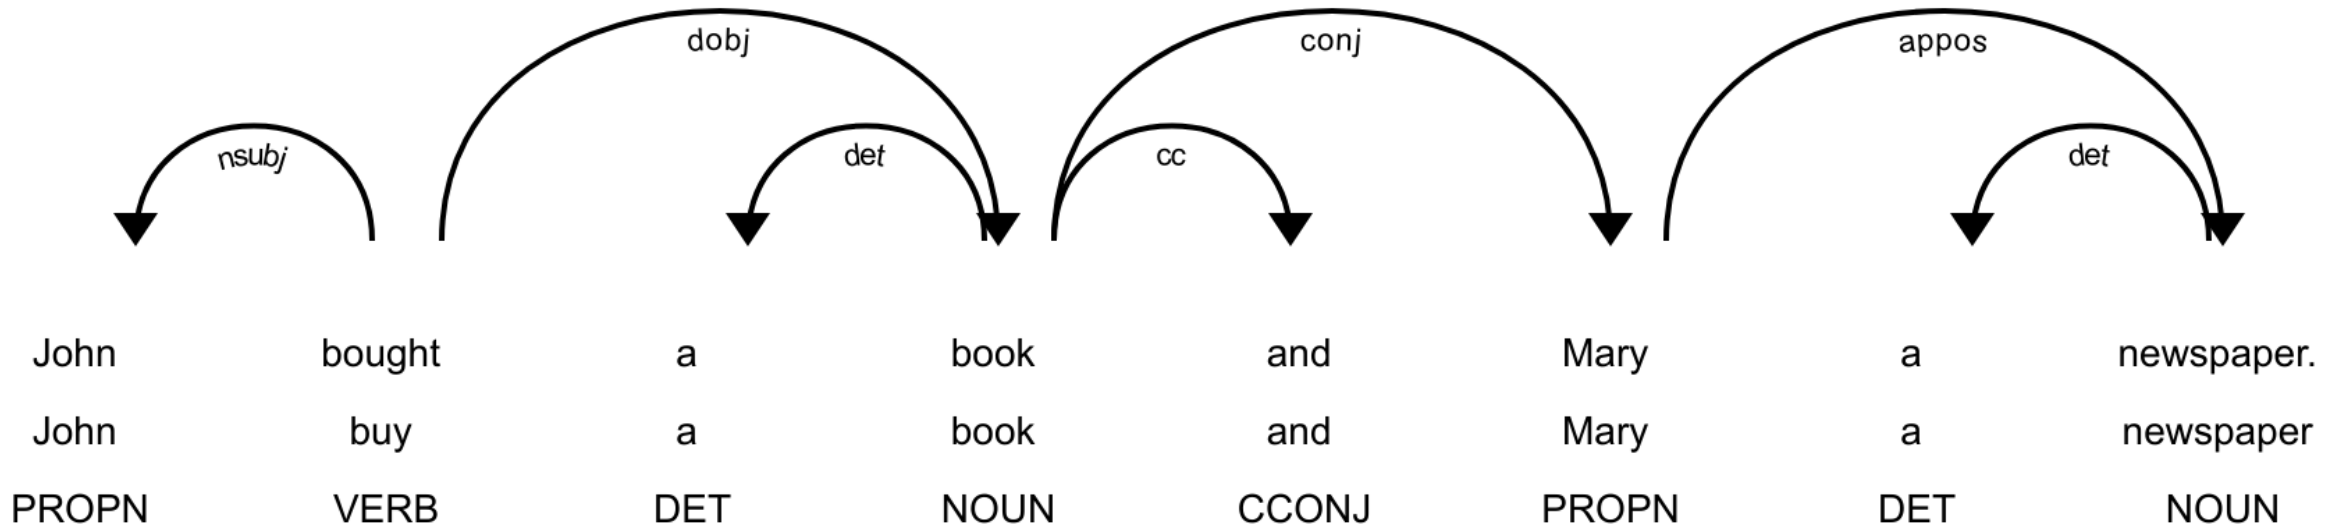 dobj conj appos
nsubj det cc det
John bought a book and Mary a newspaper.
John buy a book and Mary a newspaper
PROPN VERB DET NOUN CCONJ PROPN DET NOUN